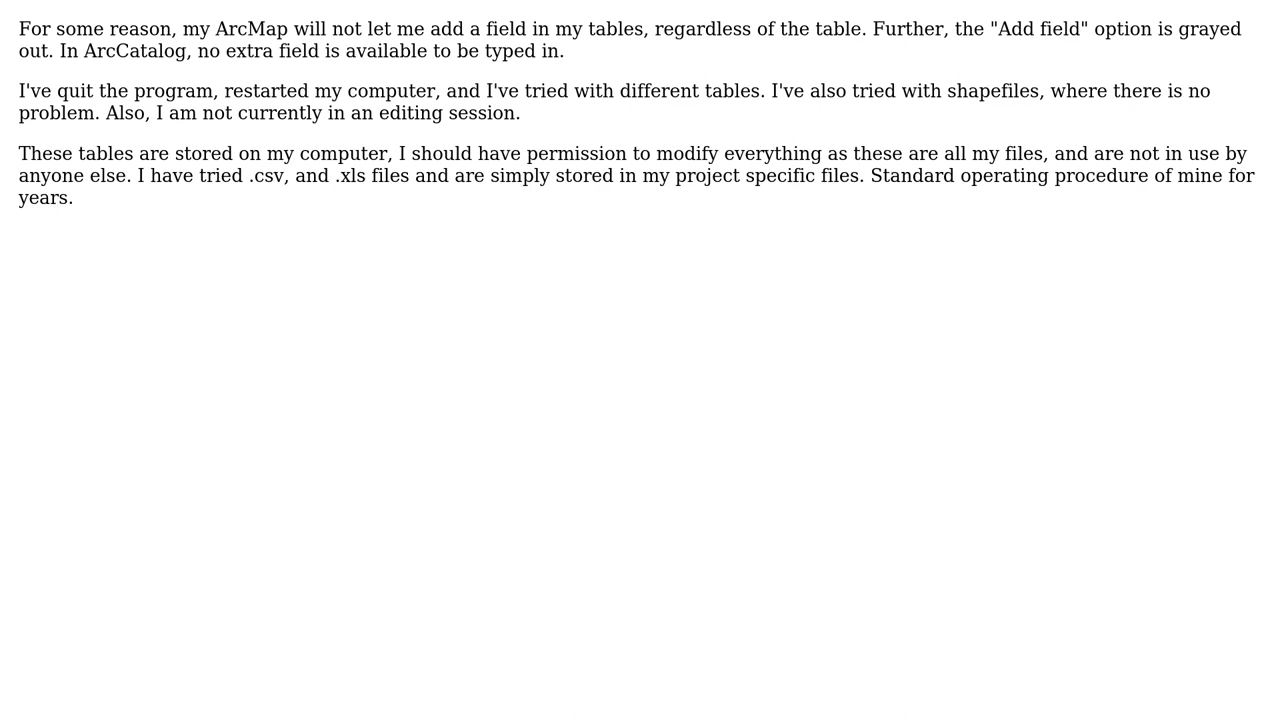 For some reason, my ArcMap will not let me add a field in my tables, regardless of the table. Further, the "Add field" option is grayed
out. In ArcCatalog, no extra field is available to be typed in.
I've quit the program, restarted my computer, and I've tried with different tables. I've also tried with shapefiles, where there is no
problem. Also, I am not currently in an editing session.
These tables are stored on my computer, I should have permission to modify everything as these are all my files, and are not in use by
anyone else. I have tried .csv, and .xls files and are simply stored in my project specific files. Standard operating procedure of mine for
years.